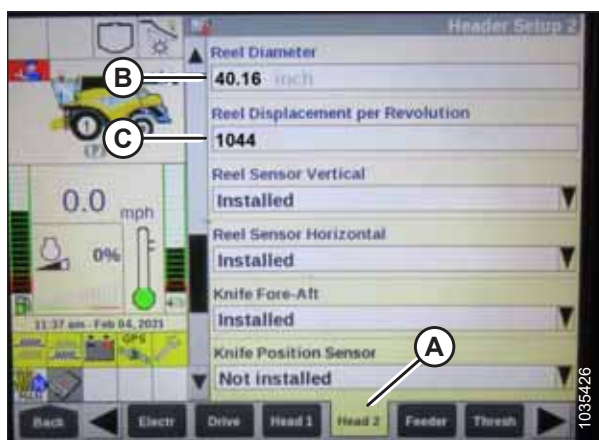 Header Setup 2
Reel Diameter
B
40.16 inch
Reel Displacement per Revolution
C
1044
(P)
Reel Sensor Vertical
Installed
0.0 mph
Reel Sensor Horizontal
Installed
0%
Knife Fore-Aft
Installed
11:37 am - Feb 04, 2021
GPS
Knife Position Sensor
A
Not installed
Back
Electr
Drive
Head 1
Head 2
Feeder
Thresh
1035426